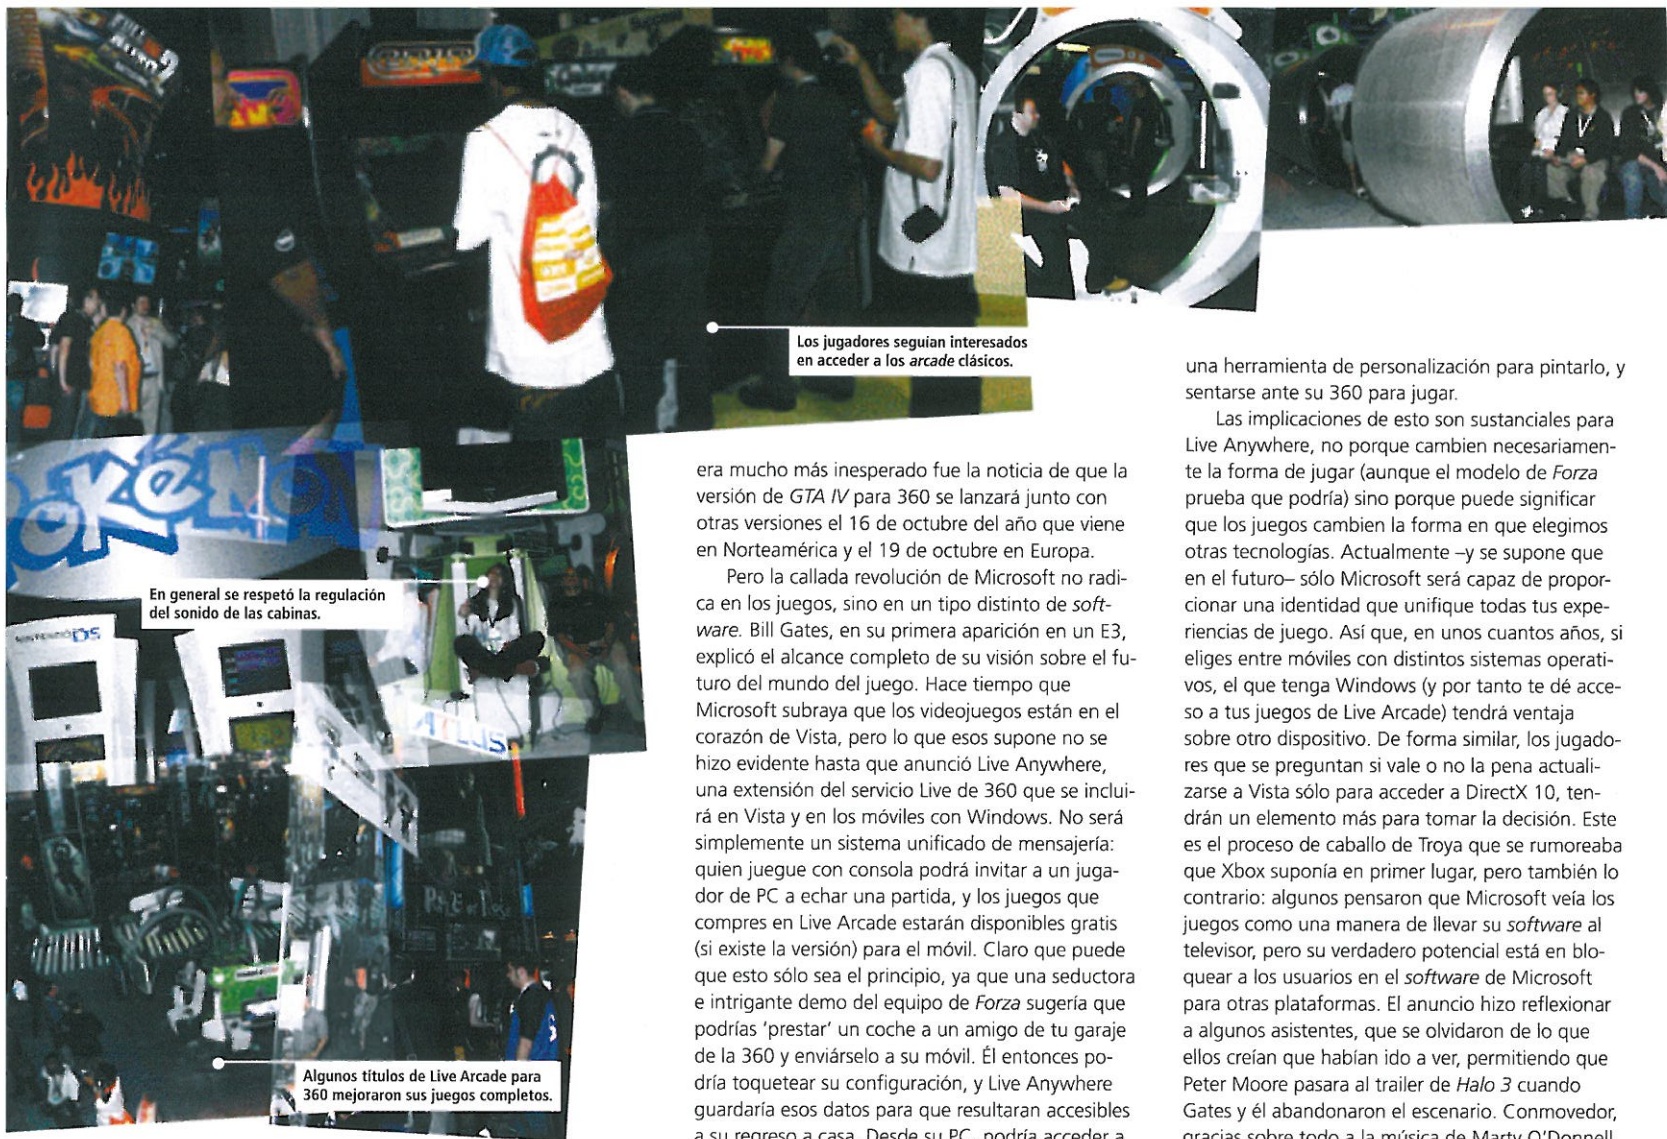 Los jugadores seguían interesados
en acceder a los arcade clásicos.
Pokémon
En general se respetó la regulación
del sonido de las cabinas.
NINTENDO DS
ATLUS
Algunos títulos de Live Arcade para
360 mejoraron sus juegos completos.
era mucho más inesperado fue la noticia de que la
versión de GTA IV para 360 se lanzará junto con
otras versiones el 16 de octubre del año que viene
en Norteamérica y el 19 de octubre en Europa.
Pero la callada revolución de Microsoft no radi-
ca en los juegos, sino en un tipo distinto de soft-
ware. Bill Gates, en su primera aparición en un E3,
explicó el alcance completo de su visión sobre el fu-
turo del mundo del juego. Hace tiempo que
Microsoft subraya que los videojuegos están en el
corazón de Vista, pero lo que esos supone no se
hizo evidente hasta que anunció Live Anywhere,
una extensión del servicio Live de 360 que se inclui-
rá en Vista y en los móviles con Windows. No será
simplemente un sistema unificado de mensajería:
quien juegue con consola podrá invitar a un juga-
dor de PC a echar una partida, y los juegos que
compres en Live Arcade estarán disponibles gratis
(si existe la versión) para el móvil. Claro que puede
que esto sólo sea el principio, ya que una seductora
e intrigante demo del equipo de Forza sugería que
podrías 'prestar' un coche a un amigo de tu garaje
de la 360 y enviárselo a su móvil. Él entonces po-
dría toquetear su configuración, y Live Anywhere
guardaría esos datos para que resultaran accesibles
a su regreso a casa. Desde su PC, podría acceder a
una herramienta de personalización para pintarlo, y
sentarse ante su 360 para jugar.
Las implicaciones de esto son sustanciales para
Live Anywhere, no porque cambien necesariamen-
te la forma de jugar (aunque el modelo de Forza
prueba que podría) sino porque puede significar
que los juegos cambien la forma en que elegimos
otras tecnologías. Actualmente –y se supone que
en el futuro– sólo Microsoft será capaz de propor-
cionar una identidad que unifique todas tus expe-
riencias de juego. Así que, en unos cuantos años, si
eliges entre móviles con distintos sistemas operati-
vos, el que tenga Windows (y por tanto te dé acce-
so a tus juegos de Live Arcade) tendrá ventaja
sobre otro dispositivo. De forma similar, los jugado-
res que se preguntan si vale o no la pena actuali-
zarse a Vista sólo para acceder a DirectX 10, ten-
drán un elemento más para tomar la decisión. Este
es el proceso de caballo de Troya que se rumoreaba
que Xbox suponía en primer lugar, pero también lo
contrario: algunos pensaron que Microsoft veía los
juegos como una manera de llevar su software al
televisor, pero su verdadero potencial está en blo-
quear a los usuarios en el software de Microsoft
para otras plataformas. El anuncio hizo reflexionar
a algunos asistentes, que se olvidaron de lo que
ellos creían que habían ido a ver, permitiendo que
Peter Moore pasara al trailer de Halo 3 cuando
Gates y él abandonaron el escenario. Conmovedor,
gracias sobre todo a la música de Marty O'Donnell